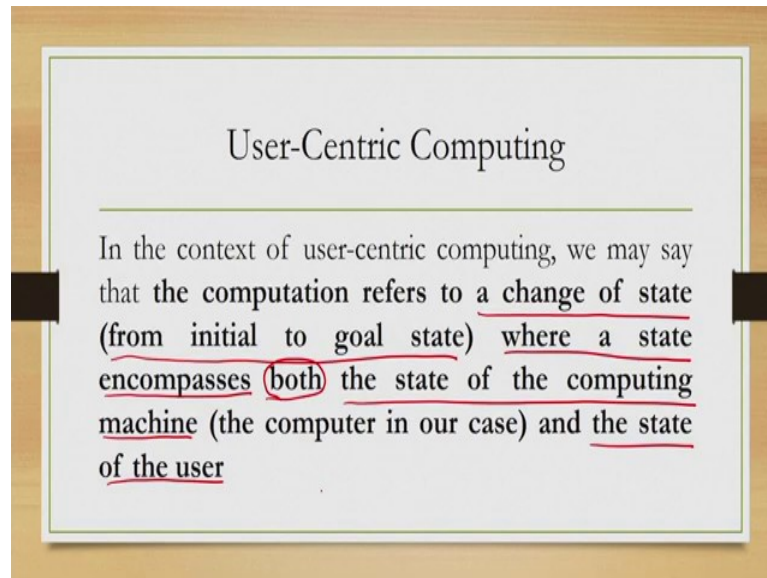 User-Centric Computing
In the context of user-centric computing, we may say
that the computation refers to a change of state
(from initial to goal state) where a state
encompasses both the state of the computing
machine (the computer in our case) and the state
of the user